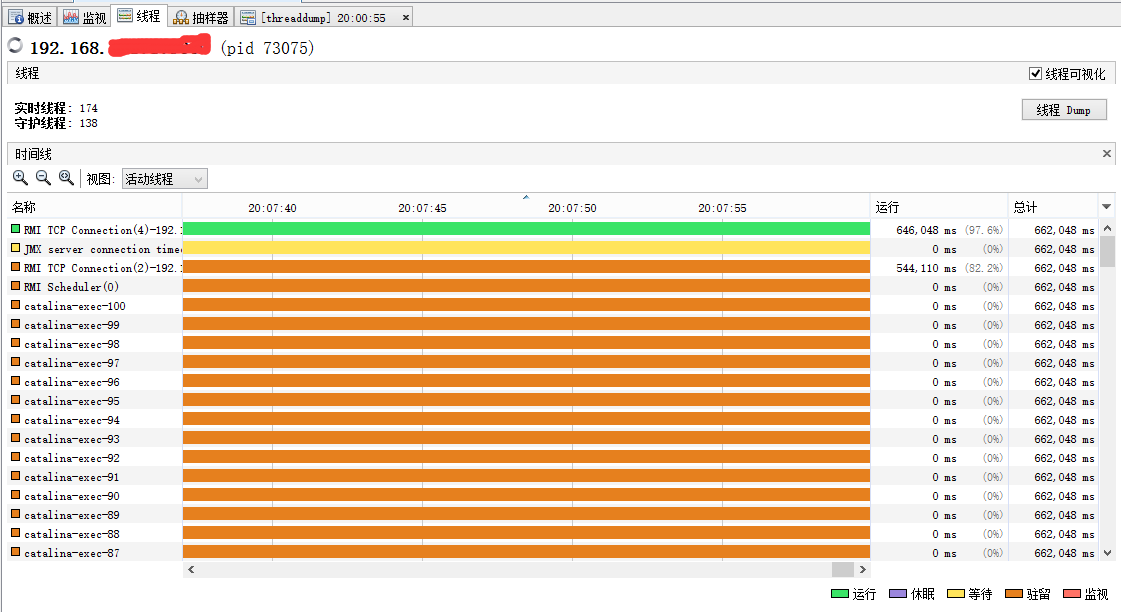 概述 监视 线程 抽样器 [threaddump] 20:00:55
192.168. (pid 73075)
线程 线程可视化
实时线程: 174
守护线程: 138
线程 Dump
时间线
视图: 活动线程
名称 20:07:40 20:07:45 20:07:50 20:07:55 运行 总计
RMI TCP Connection(4)-192. 646,048 ms (97.6%) 662,048 ms
JMX server connection time 0 ms (0%) 662,048 ms
RMI TCP Connection(2)-192. 544,110 ms (82.2%) 662,048 ms
RMI Scheduler(0) 0 ms (0%) 662,048 ms
catalina-exec-100 0 ms (0%) 662,048 ms
catalina-exec-99 0 ms (0%) 662,048 ms
catalina-exec-98 0 ms (0%) 662,048 ms
catalina-exec-97 0 ms (0%) 662,048 ms
catalina-exec-96 0 ms (0%) 662,048 ms
catalina-exec-95 0 ms (0%) 662,048 ms
catalina-exec-94 0 ms (0%) 662,048 ms
catalina-exec-93 0 ms (0%) 662,048 ms
catalina-exec-92 0 ms (0%) 662,048 ms
catalina-exec-91 0 ms (0%) 662,048 ms
catalina-exec-90 0 ms (0%) 662,048 ms
catalina-exec-89 0 ms (0%) 662,048 ms
catalina-exec-88 0 ms (0%) 662,048 ms
catalina-exec-87 0 ms (0%) 662,048 ms
运行 休眠 等待 驻留 监视